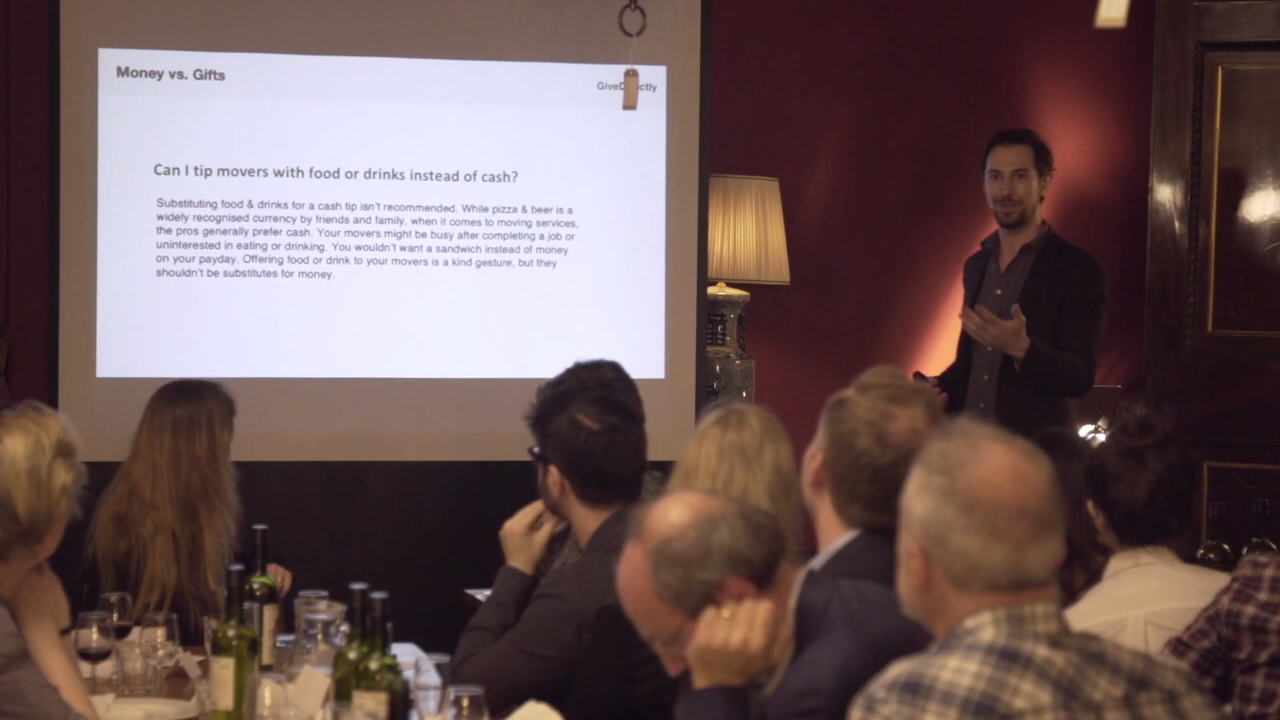 Money vs. Gifts
GiveD ctly
Can I tip movers with food or drinks instead of cash?
Substituting food & drinks for a cash tip isn't recommended. While pizza & beer is a
widely recognised currency by friends and family, when it comes to moving services,
the pros generally prefer cash. Your movers might be busy after completing a job or
uninterested in eating or drinking. You wouldn't want a sandwich instead of money
on your payday. Offering food or drink to your movers is a kind gesture, but they
shouldn't be substitutes for money.